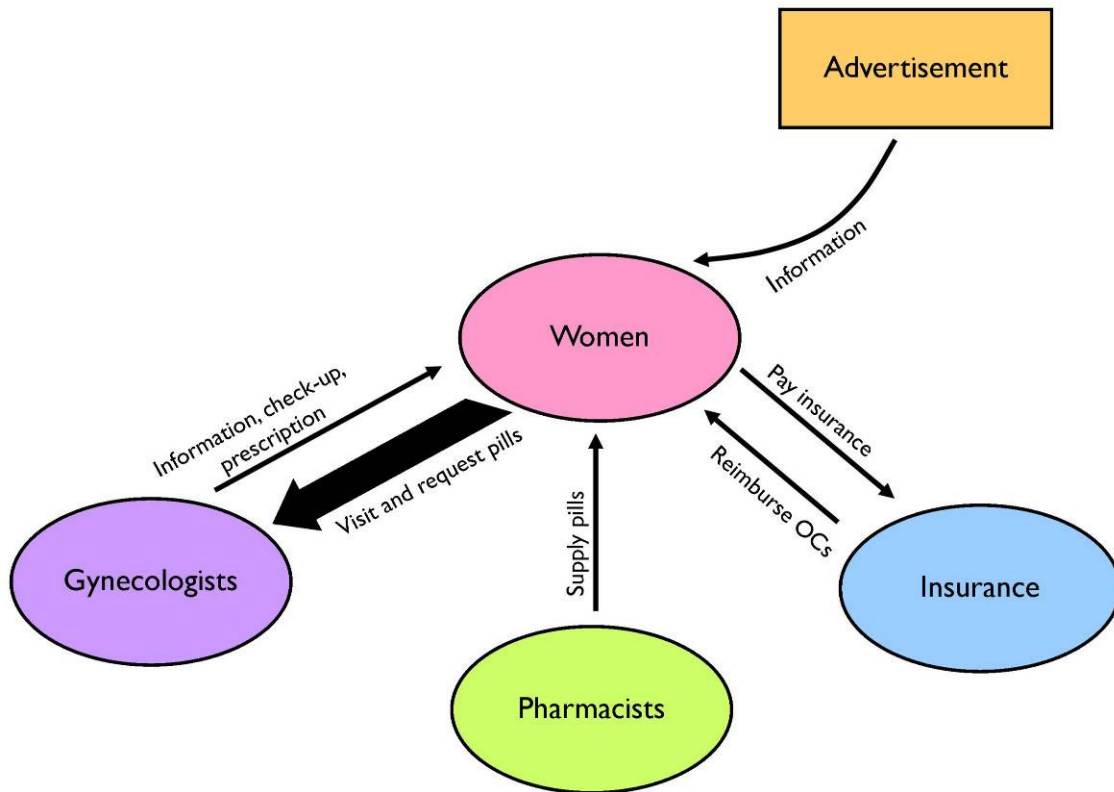 Advertisement
Information
Women
Information, check-up,
prescription
Visit and request pills
Pay insurance
Reimburse OCs
Supply pills
Gynecologists
Insurance
Pharmacists